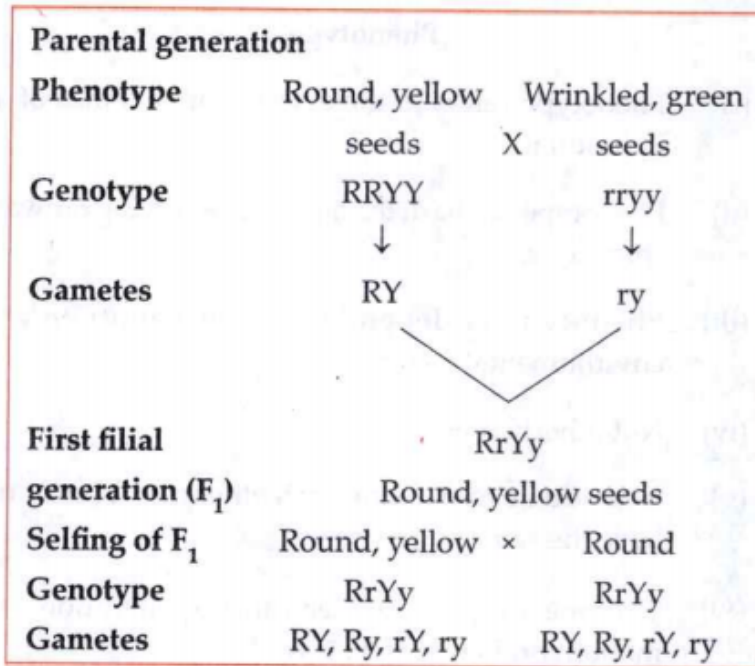 Parental generation
Phenotype Round, yellow Wrinkled, green
seeds X seeds
Genotype RRYY rryy
↓ ↓
Gametes RY ry
First filial RrYy
generation (F₁) Round, yellow seeds
Selfing of F₁ Round, yellow × Round
Genotype RrYy RrYy
Gametes RY, Ry, rY, ry RY, Ry, rY, ry